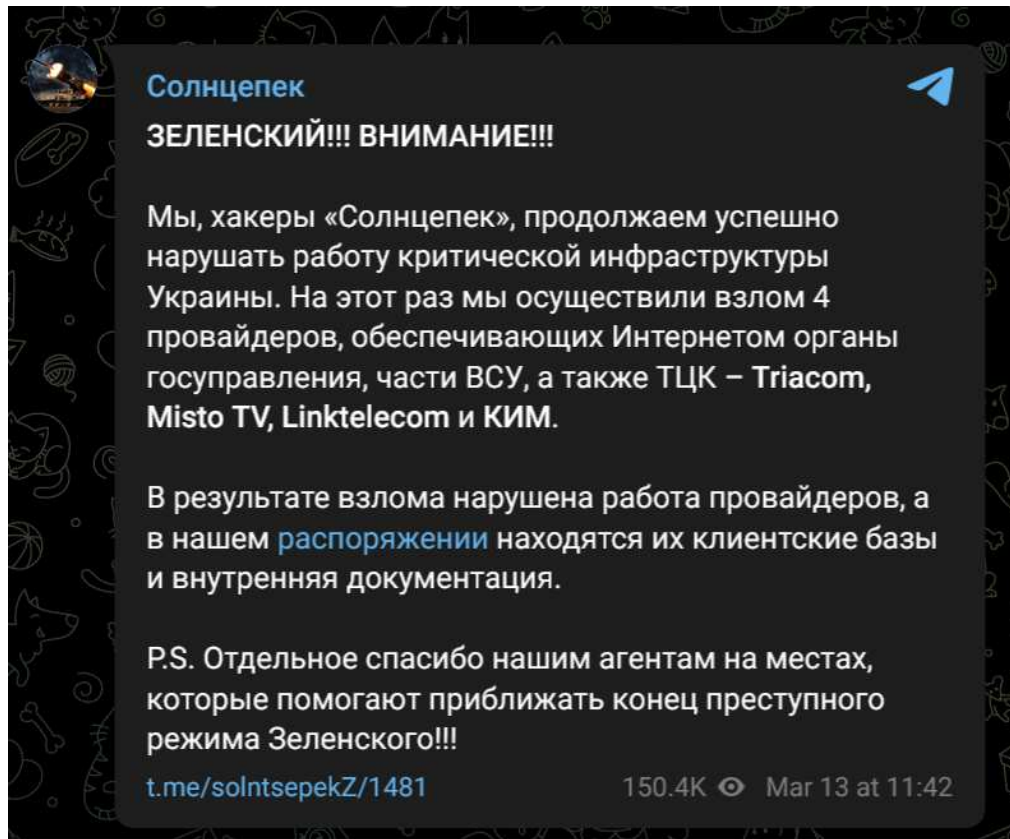 Солнцепек
ЗЕЛЕНСКИЙ!!! ВНИМАНИЕ!!!
Мы, хакеры «Солнцепек», продолжаем успешно
нарушать работу критической инфраструктуры
Украины. На этот раз мы осуществили взлом 4
провайдеров, обеспечивающих Интернетом органы
госуправления, части ВСУ, а также ТЦК – Triacom,
Misto TV, Linktelecom и КИМ.
В результате взлома нарушена работа провайдеров, а
в нашем распоряжении находятся их клиентские базы
и внутренняя документация.
P.S. Отдельное спасибо нашим агентам на местах,
которые помогают приближать конец преступного
режима Зеленского!!!
t.me/solntsepekZ/1481 150.4K Mar 13 at 11:42